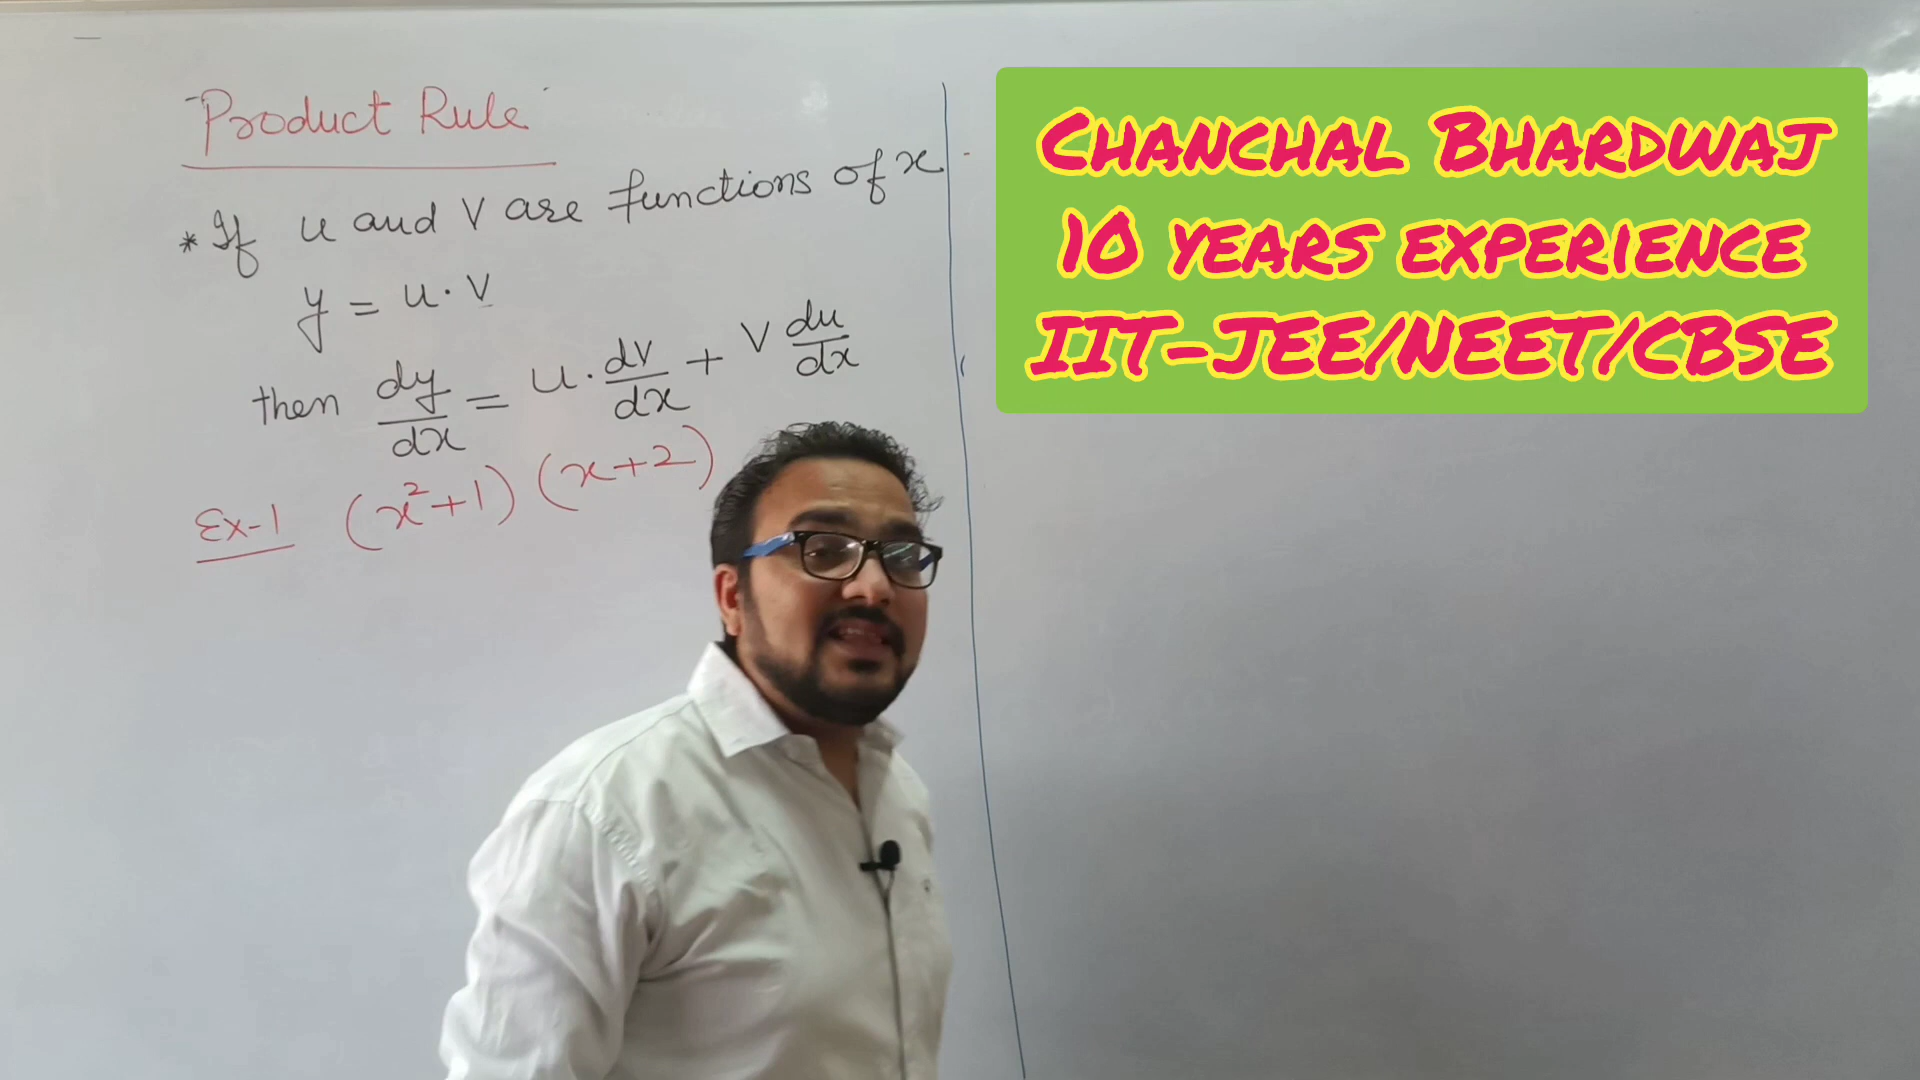 Product Rule
* If u and v are functions of x
y = u · v
then dy/dx = u · dv/dx + v du/dx
Ex-1 (x²+1) (x+2)
CHANCHAL BHARDWAJ
10 YEARS EXPERIENCE
IIT-JEE/NEET/CBSE